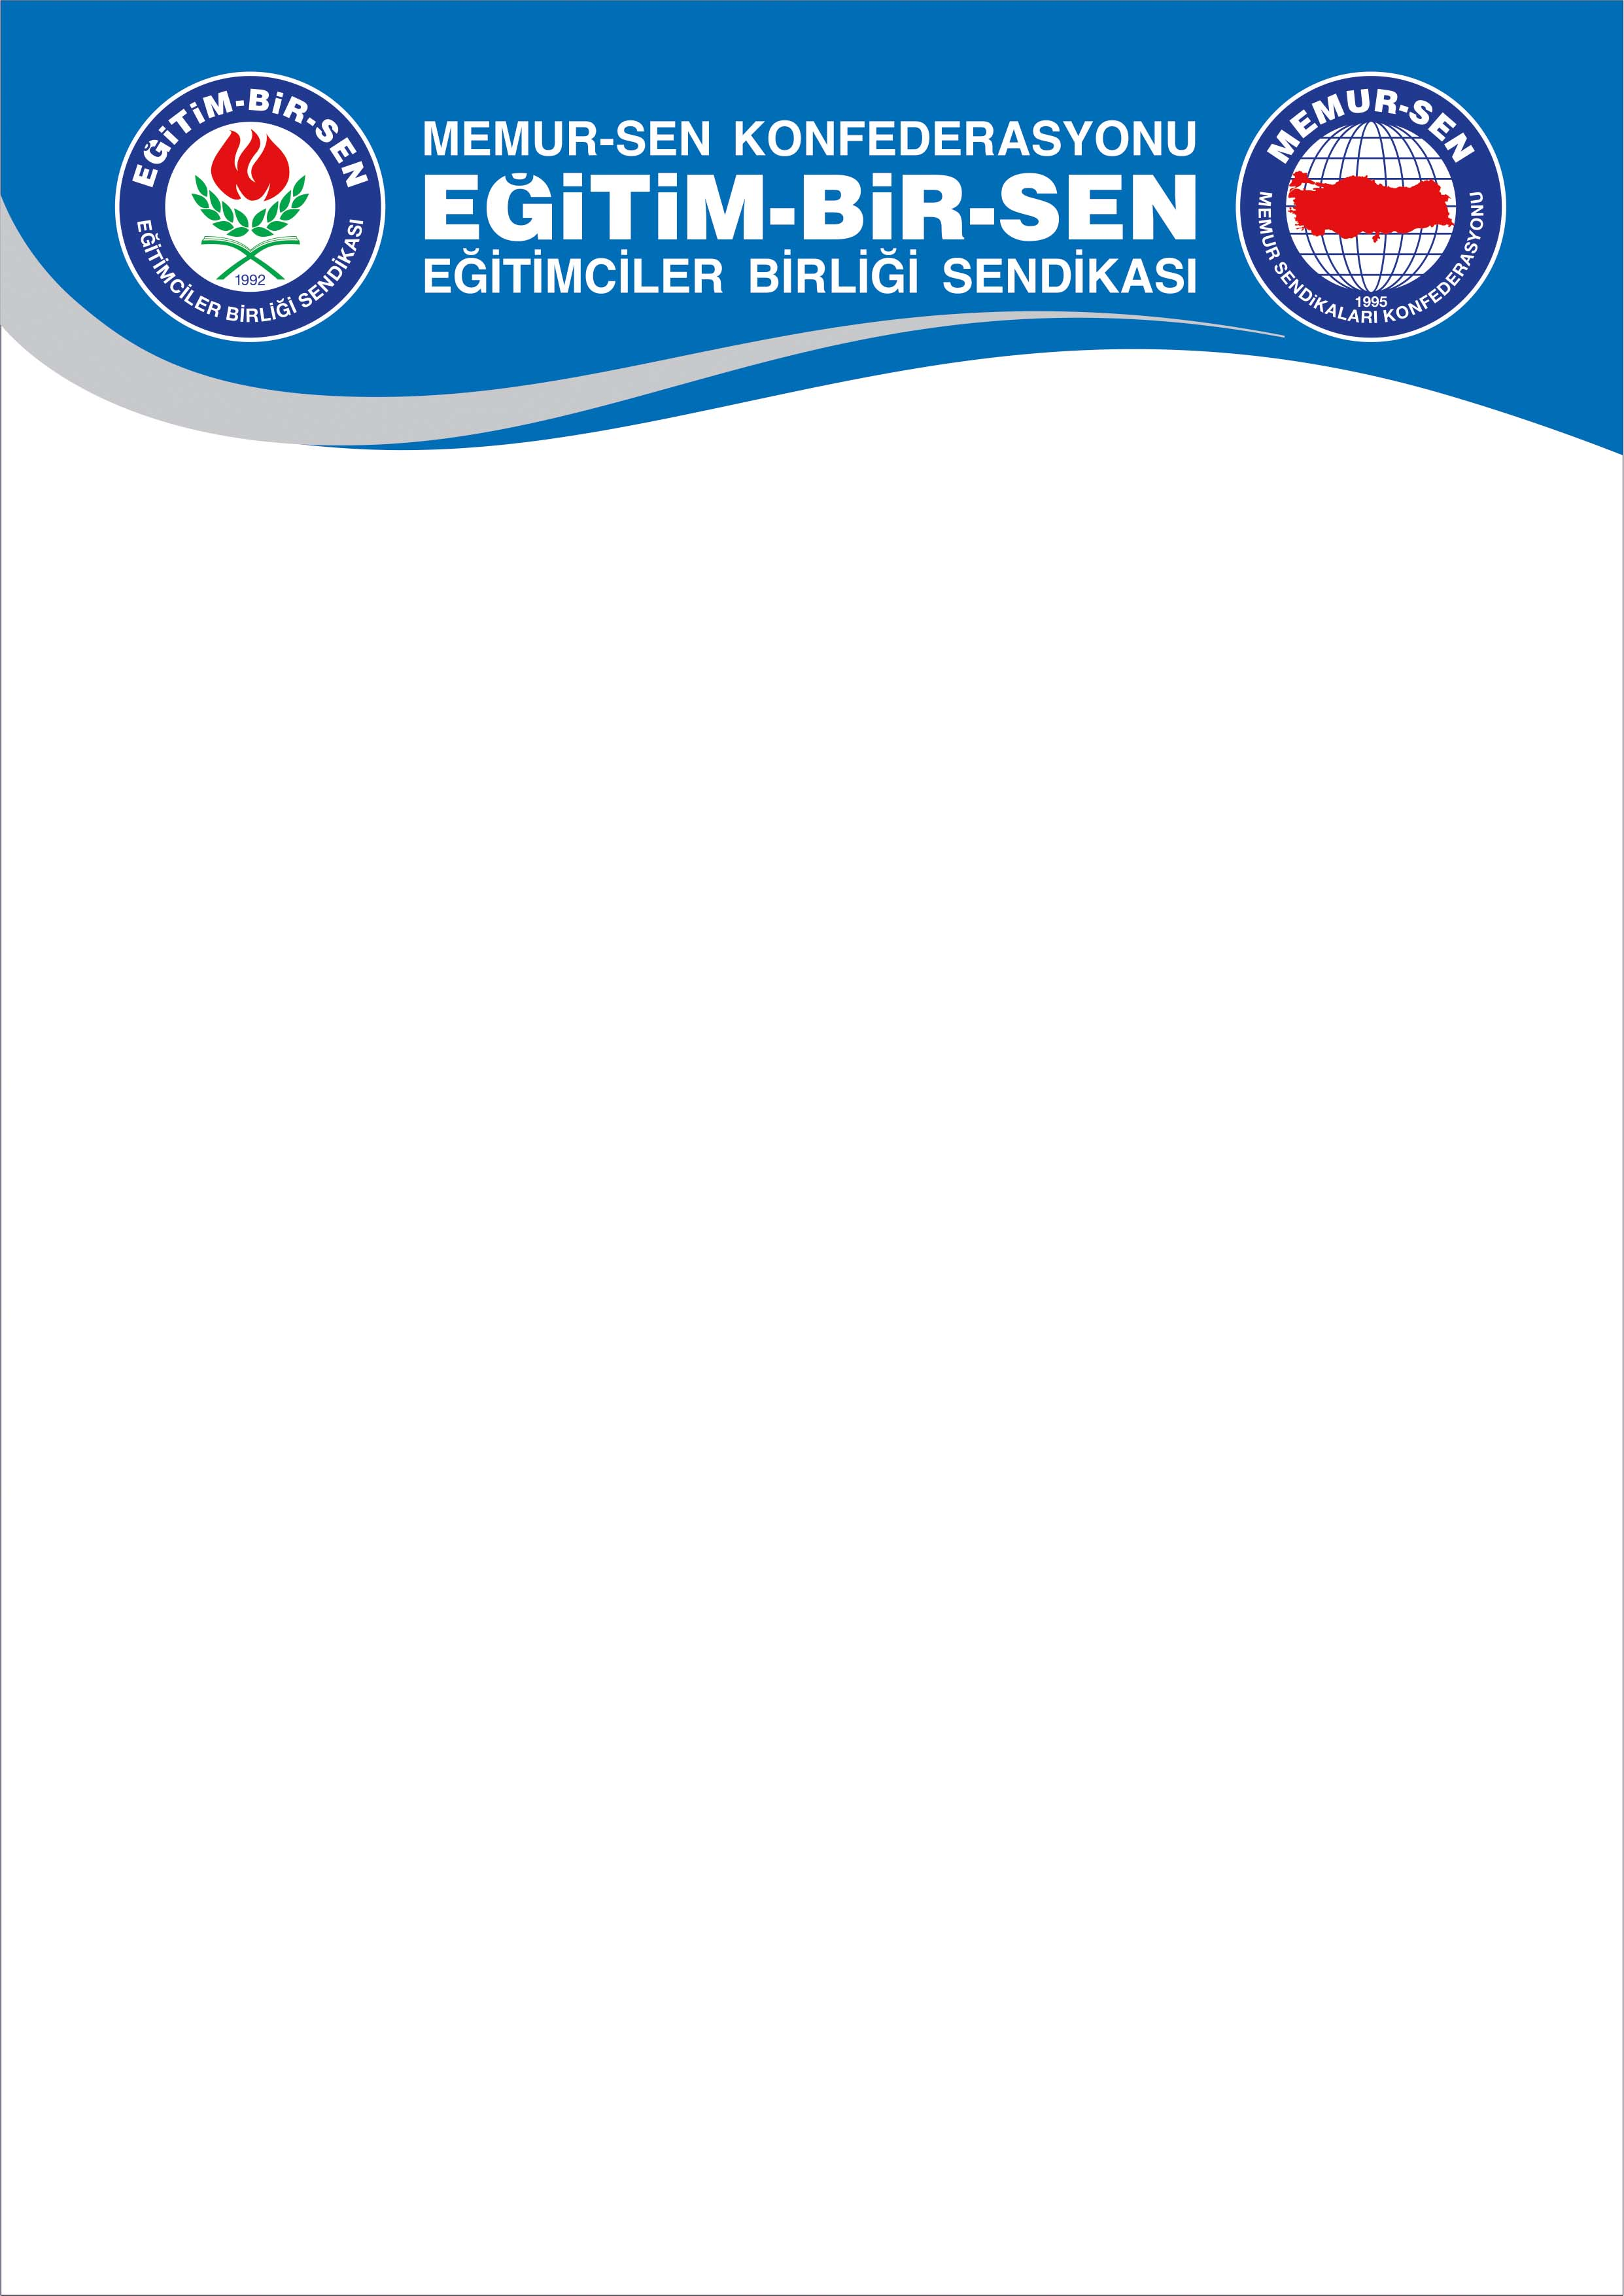 EĞİTİM-BİR-SEN
EĞİTİMCİLER BİRLİĞİ SENDİKASI
1992
MEMUR-SEN KONFEDERASYONU
EĞİTİM-BİR-SEN
EĞİTİMCİLER BİRLİĞİ SENDİKASI
MEMUR-SEN
1995
MEMUR SENDİKALARI KONFEDERASYONU